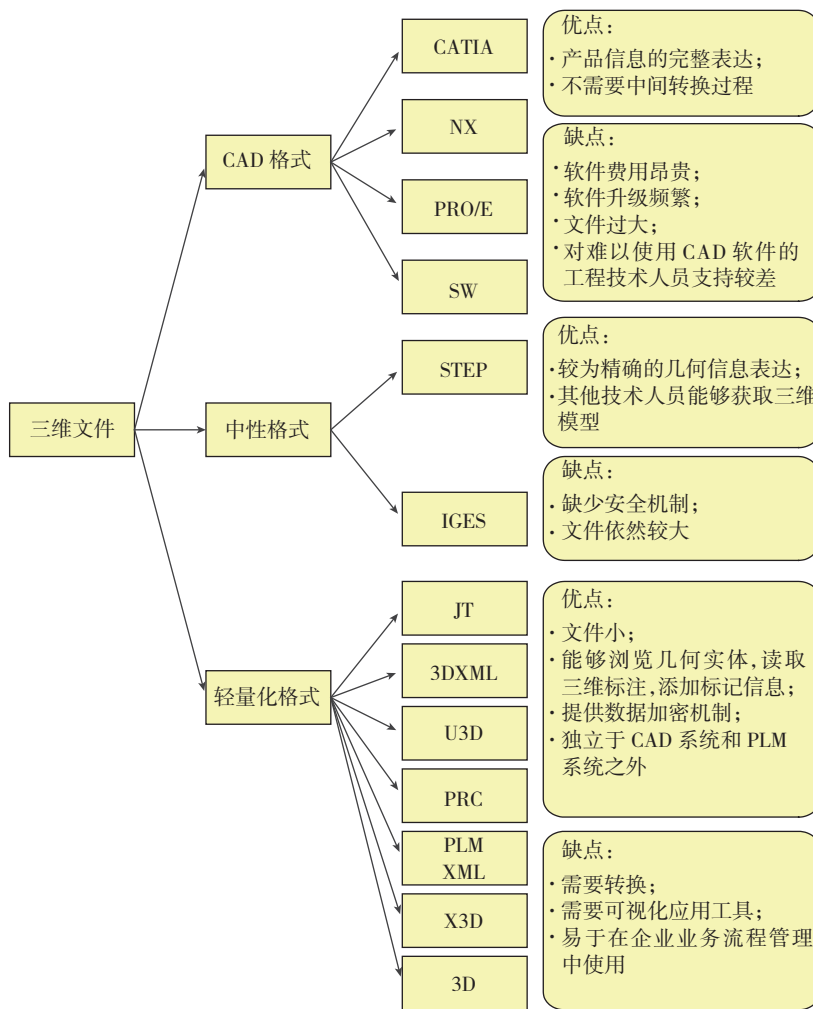 三维文件
CAD 格式
中性格式
轻量化格式
CATIA
NX
PRO/E
SW
STEP
IGES
JT
3DXML
U3D
PRC
PLM
XML
X3D
3D
优点：
·产品信息的完整表达；
·不需要中间转换过程
缺点：
·软件费用昂贵；
·软件升级频繁；
·文件过大；
·对难以使用 CAD 软件的
工程技术人员支持较差
优点：
·较为精确的几何信息表达；
·其他技术人员能够获取三维
模型
缺点：
·缺少安全机制；
·文件依然较大
优点：
·文件小；
·能够浏览几何实体，读取
三维标注，添加标记信息；
·提供数据加密机制；
·独立于 CAD 系统和 PLM
系统之外
缺点：
·需要转换；
·需要可视化应用工具；
·易于在企业业务流程管理
中使用